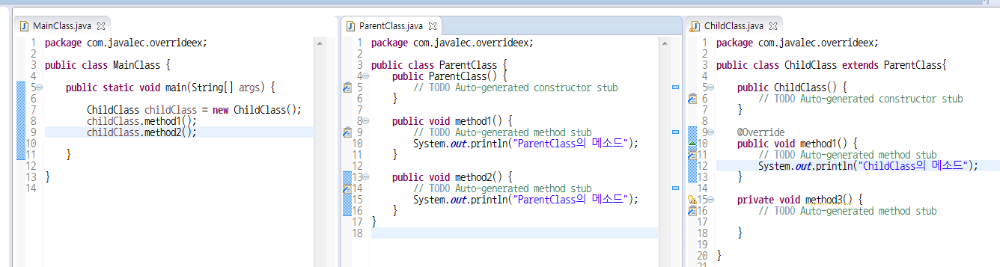 MainClass.java
1 package com.javalec.overrideex;
2
3 public class MainClass {
4
5 public static void main(String[] args) {
6
7 ChildClass childClass = new ChildClass();
8 childClass.method1();
9 childClass.method2();
10
11 }
12
13 }
14
ParentClass.java
1 package com.javalec.overrideex;
2
3 public class ParentClass {
4 public ParentClass() {
5 // TODO Auto-generated constructor stub
6 }
7
8 public void method1() {
9 // TODO Auto-generated method stub
10 System.out.println("ParentClass의 메소드");
11 }
12
13 public void method2() {
14 // TODO Auto-generated method stub
15 System.out.println("ParentClass의 메소드");
16 }
17 }
18
ChildClass.java
1 package com.javalec.overrideex;
2
3 public class ChildClass extends ParentClass{
4
5 public ChildClass() {
6 // TODO Auto-generated constructor stub
7 }
8
9 @Override
10 public void method1() {
11 // TODO Auto-generated method stub
12 System.out.println("ChildClass의 메소드");
13 }
14
15 private void method3() {
16 // TODO Auto-generated method stub
17
18 }
19
20 }
21